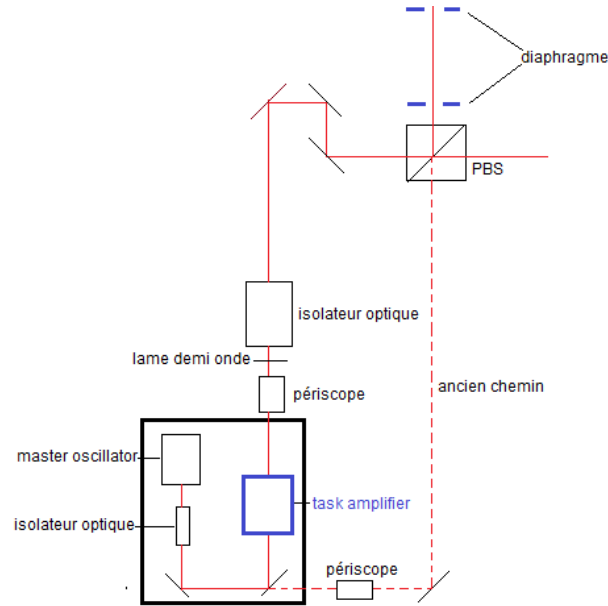 diaphragme
PBS
isolateur optique
lame demi onde
périscope
ancien chemin
master oscillator
task amplifier
isolateur optique
périscope